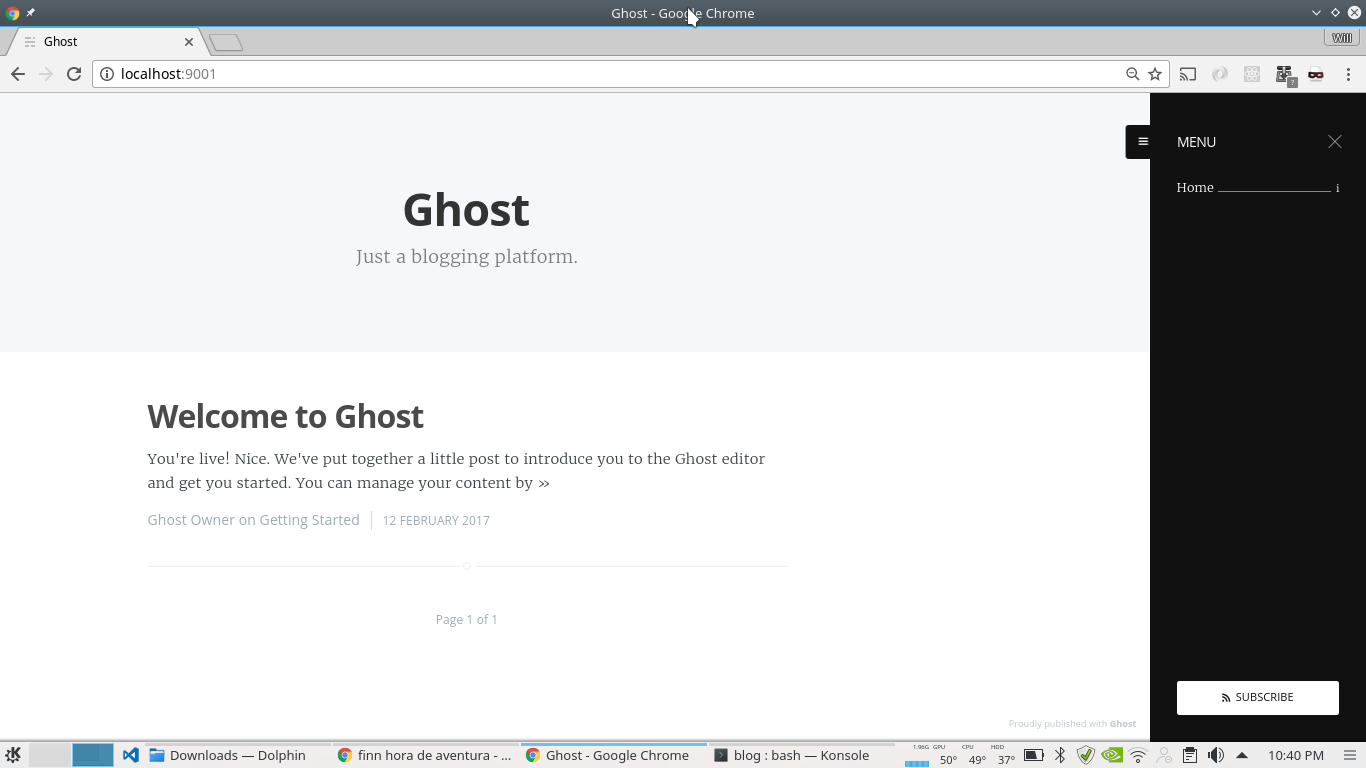 Ghost - Google Chrome
Ghost
Will
localhost:9001
?
MENU
Home i
Ghost
Just a blogging platform.
Welcome to Ghost
You're live! Nice. We've put together a little post to introduce you to the Ghost editor
and get you started. You can manage your content by »
Ghost Owner on Getting Started 12 FEBRUARY 2017
Page 1 of 1
SUBSCRIBE
Proudly published with Ghost
Downloads — Dolphin
finn hora de aventura - ...
Ghost - Google Chrome
blog : bash — Konsole
1.96G GPU CPU HDD
50° 49° 37°
10:40 PM